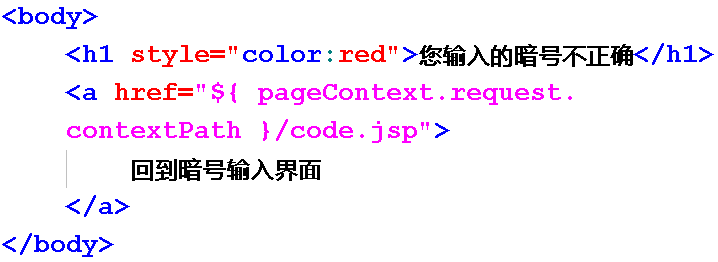 <body>
<h1 style="color:red">您输入的暗号不正确</h1>
<a href="${ pageContext.request.
contextPath }/code.jsp">
回到暗号输入界面
</a>
</body>